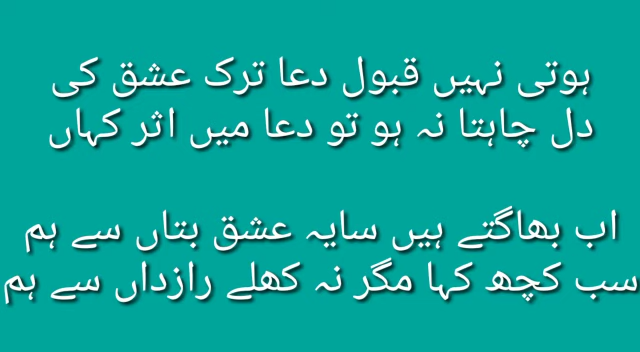 ہوتی نہیں قبول دعا ترک عشق کی
دل چاہتا نہ ہو تو دعا میں اثر کہاں
اب بھاگتے ہیں سایہ عشق بتاں سے ہم
سب کچھ کہا مگر نہ کھلے رازداں سے ہم